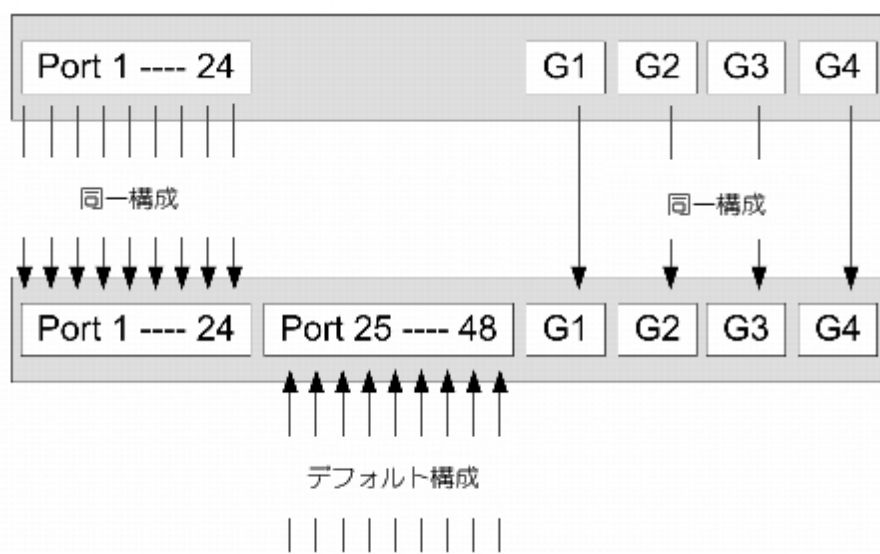 Port 1 ---- 24 G1 G2 G3 G4
同一構成 同一構成
Port 1 ---- 24 Port 25 ---- 48 G1 G2 G3 G4
デフォルト構成